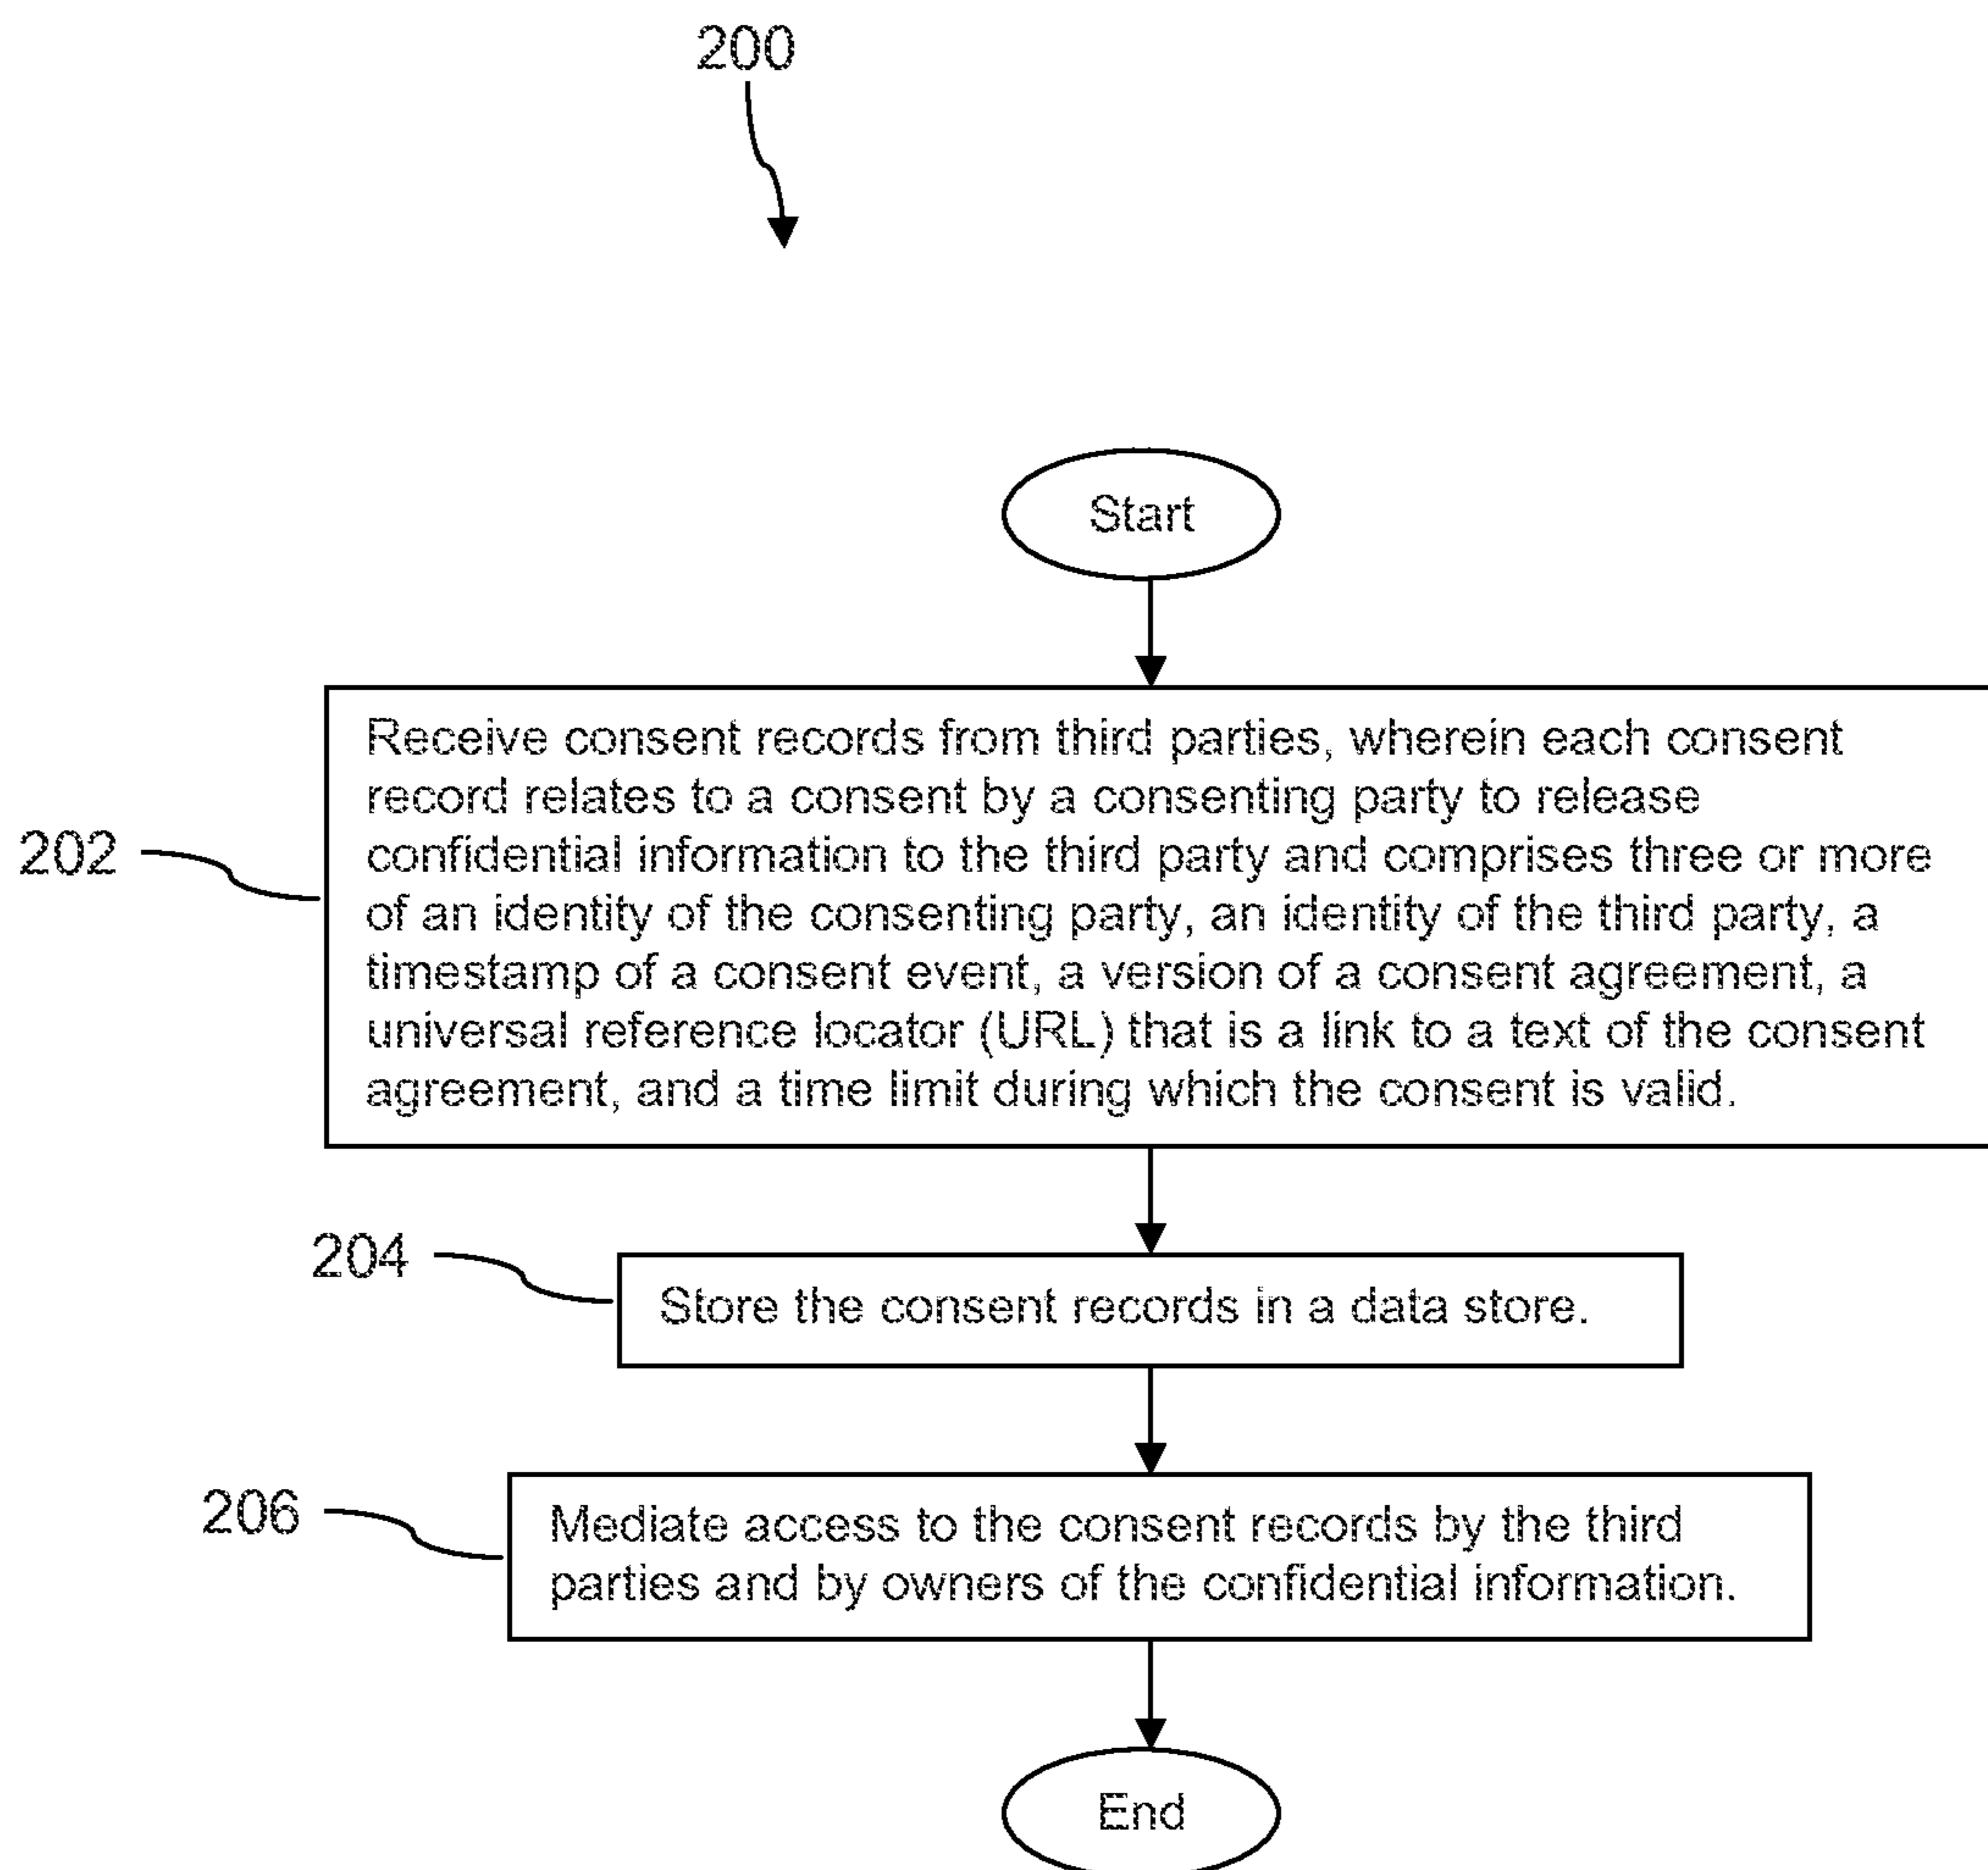 200
Start
202
Receive consent records from third parties, wherein each consent
record relates to a consent by a consenting party to release
confidential information to the third party and comprises three or more
of an identity of the consenting party, an identity of the third party, a
timestamp of a consent event, a version of a consent agreement, a
universal reference locator (URL) that is a link to a text of the consent
agreement, and a time limit during which the consent is valid.
204
Store the consent records in a data store.
206
Mediate access to the consent records by the third
parties and by owners of the confidential information.
End